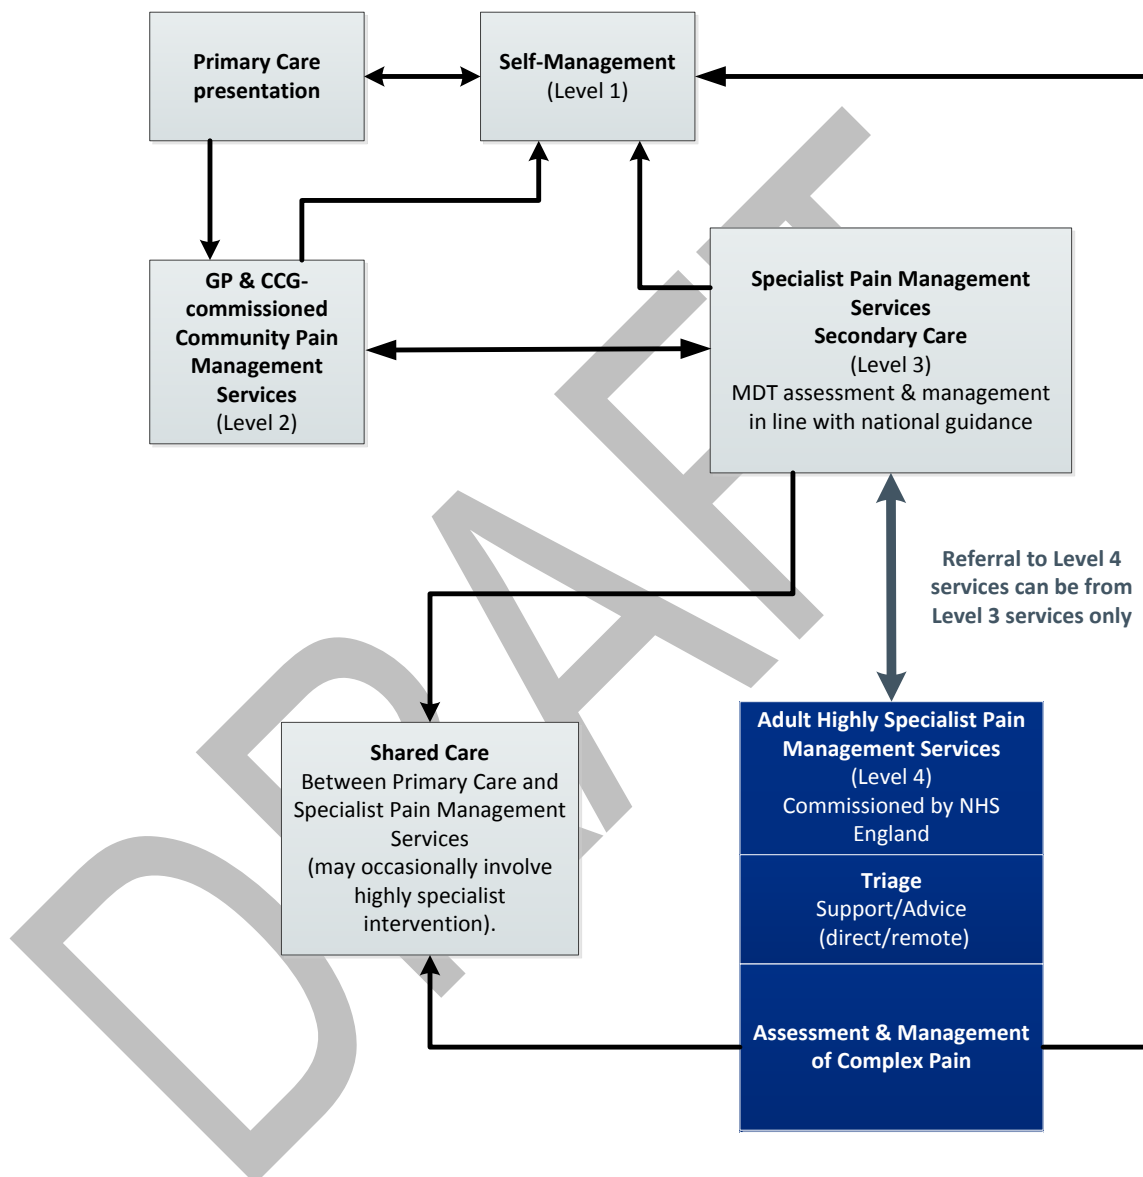 Primary Care
presentation
Self-Management
(Level 1)
GP & CCG-
commissioned
Community Pain
Management
Services
(Level 2)
Specialist Pain Management
Services
Secondary Care
(Level 3)
MDT assessment & management
in line with national guidance
Referral to Level 4
services can be from
Level 3 services only
Shared Care
Between Primary Care and
Specialist Pain Management
Services
(may occasionally involve
highly specialist
intervention).
Adult Highly Specialist Pain
Management Services
(Level 4)
Commissioned by NHS
England
Triage
Support/Advice
(direct/remote)
Assessment & Management
of Complex Pain
DRAFT